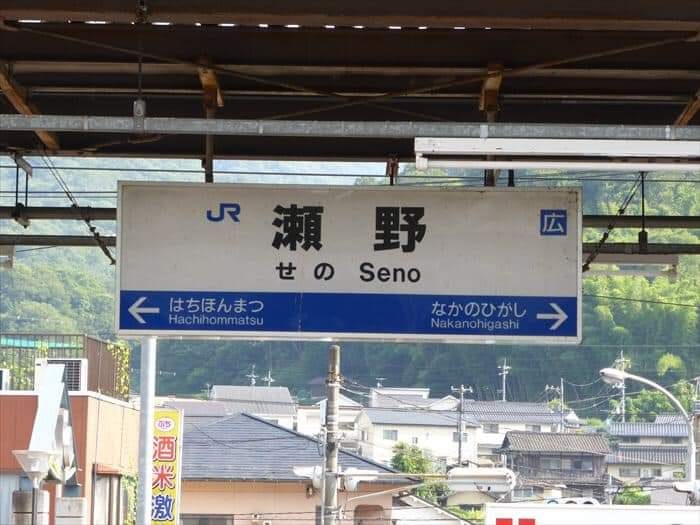 JR
瀬野
広
せの Seno
はちほんまつ
Hachihommatsu
なかのひがし
Nakanohigashi
酒米激